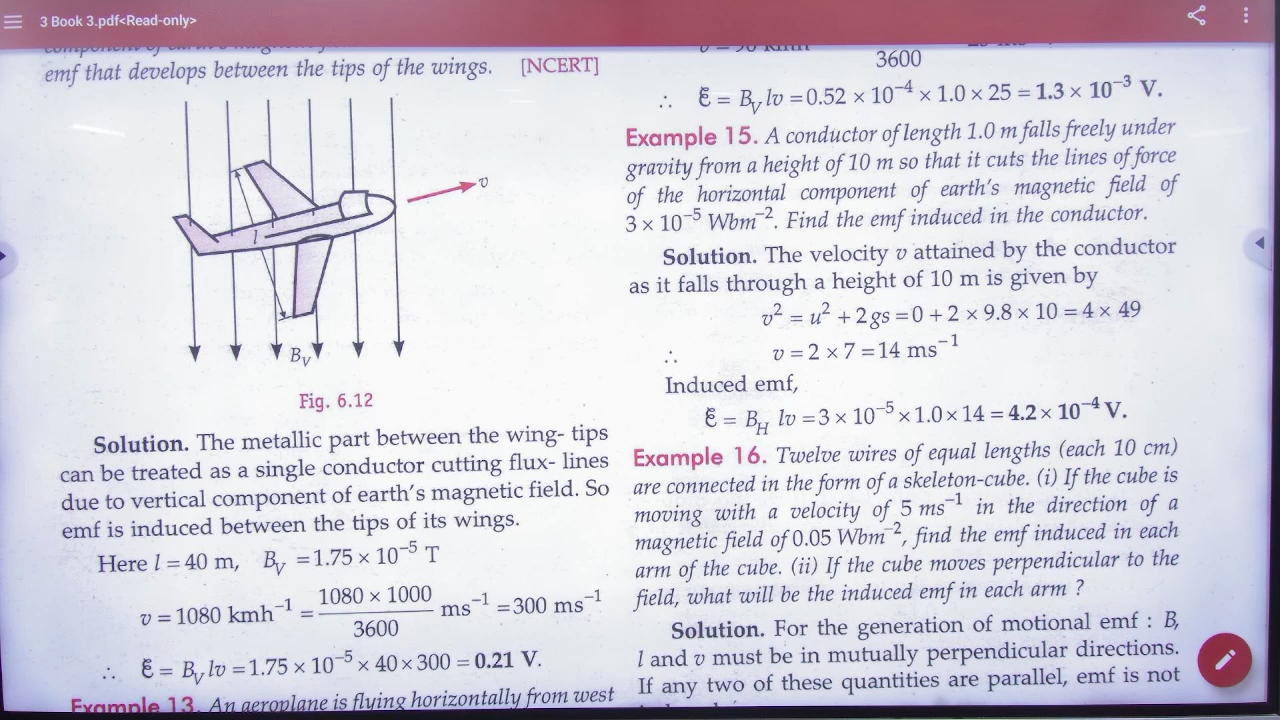 3 Book 3.pdf<Read-only>
emf that develops between the tips of the wings. [NCERT]
v
l
B_V
Fig. 6.12
Solution. The metallic part between the wing- tips
can be treated as a single conductor cutting flux- lines
due to vertical component of earth's magnetic field. So
emf is induced between the tips of its wings.
Here l = 40 m, B_V = 1.75 × 10⁻⁵ T
v = 1080 kmh⁻¹ = 1080 × 1000 / 3600 ms⁻¹ = 300 ms⁻¹
∴ ℰ = B_V lv = 1.75 × 10⁻⁵ × 40 × 300 = 0.21 V.
Example 13. An aeroplane is flying horizontally from west
3600
∴ ℰ = B_V lv = 0.52 × 10⁻⁴ × 1.0 × 25 = 1.3 × 10⁻³ V.
Example 15. A conductor of length 1.0 m falls freely under
gravity from a height of 10 m so that it cuts the lines of force
of the horizontal component of earth's magnetic field of
3 × 10⁻⁵ Wbm⁻². Find the emf induced in the conductor.
Solution. The velocity v attained by the conductor
as it falls through a height of 10 m is given by
v² = u² + 2gs = 0 + 2 × 9.8 × 10 = 4 × 49
∴ v = 2 × 7 = 14 ms⁻¹
Induced emf,
ℰ = B_H lv = 3 × 10⁻⁵ × 1.0 × 14 = 4.2 × 10⁻⁴ V.
Example 16. Twelve wires of equal lengths (each 10 cm)
are connected in the form of a skeleton-cube. (i) If the cube is
moving with a velocity of 5 ms⁻¹ in the direction of a
magnetic field of 0.05 Wbm⁻², find the emf induced in each
arm of the cube. (ii) If the cube moves perpendicular to the
field, what will be the induced emf in each arm ?
Solution. For the generation of motional emf : B,
l and v must be in mutually perpendicular directions.
If any two of these quantities are parallel, emf is not